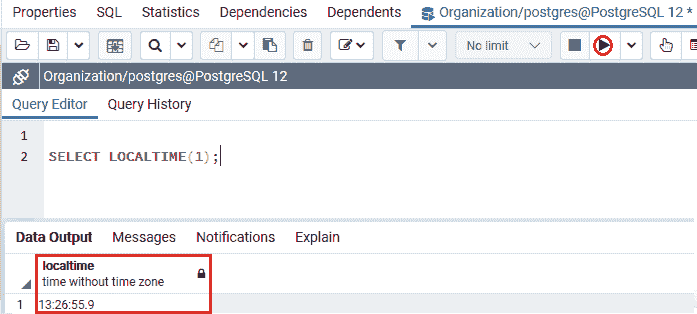 Properties SQL Statistics Dependencies Dependents Organization/postgres@PostgreSQL 12 *
No limit
Organization/postgres@PostgreSQL 12
Query Editor Query History
1
2 SELECT LOCALTIME(1);
Data Output Messages Notifications Explain
localtime
time without time zone
1 13:26:55.9